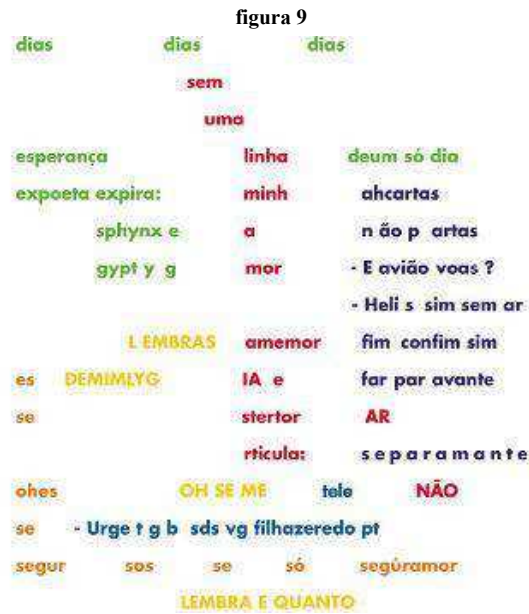 figura 9
dias dias dias
sem
uma
esperança linha deum só dia
expoeta expira: minh ahcartas
sphynx e a n ão p artas
gypt y g mor - E avião voas ?
- Heli s sim sem ar
L EMBRAS amemor fim confim sim
es DEMIMLYG IA e far par avante
se stertor AR
rticula: s e p a r a m a n t e
ohes OH SE ME tele NÃO
se - Urge t g b sds vg filhazeredo pt
segur sos se só segúramor
LEMBRA E QUANTO